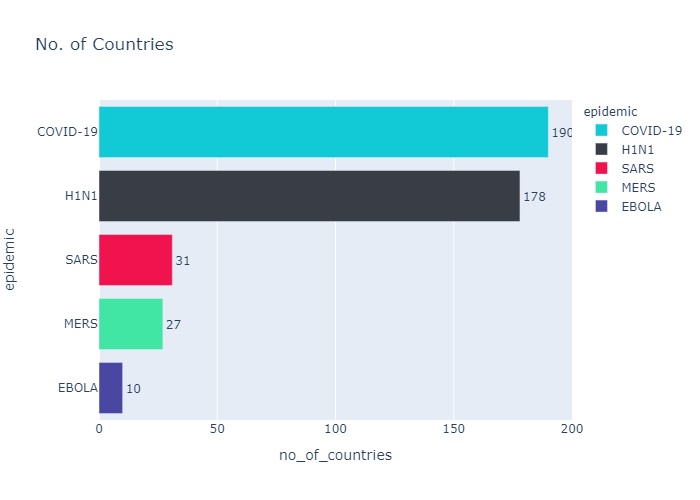 No. of Countries
epidemic
COVID-19
H1N1
SARS
MERS
EBOLA
190
178
31
27
10
0 50 100 150 200
no_of_countries
epidemic
COVID-19
H1N1
SARS
MERS
EBOLA